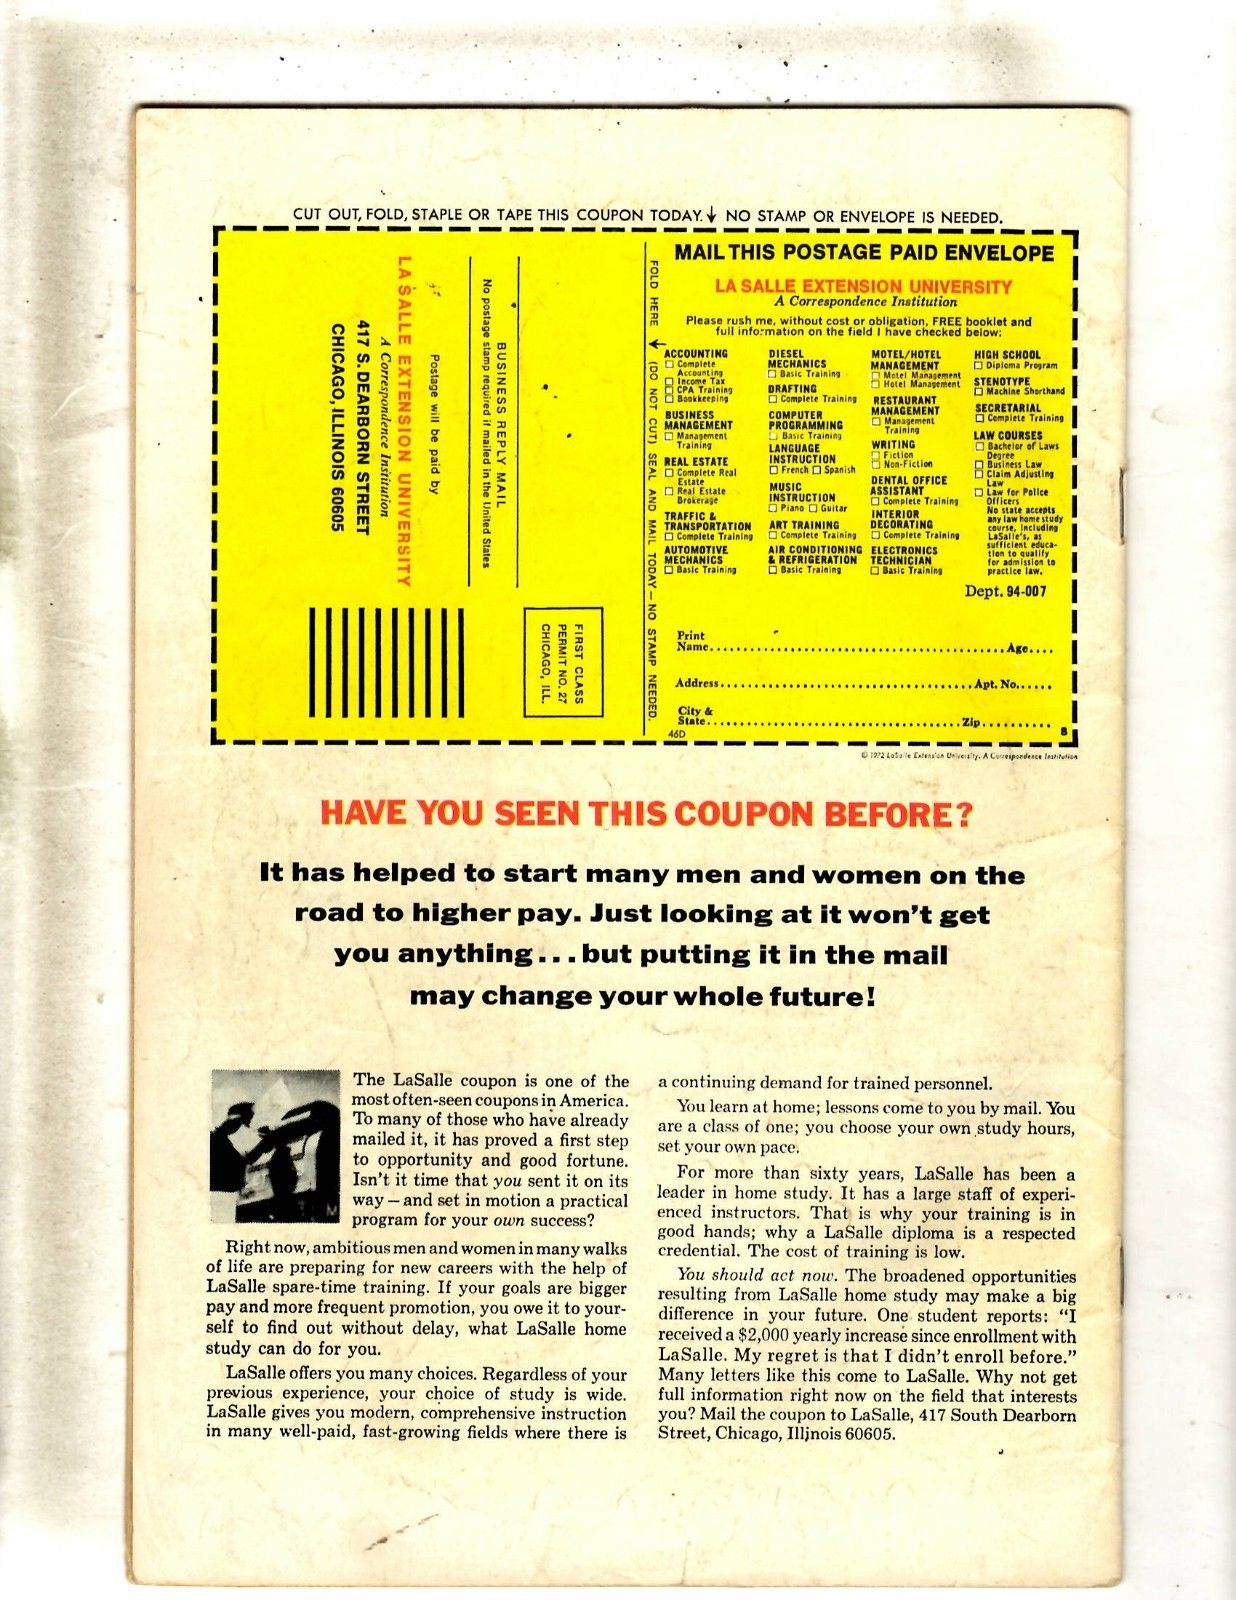 CUT OUT, FOLD, STAPLE OR TAPE THIS COUPON TODAY. NO STAMP OR ENVELOPE IS NEEDED.
LA SALLE EXTENSION UNIVERSITY
A Correspondence Institution
417 S. DEARBORN STREET
CHICAGO, ILLINOIS 60605
Postage will be paid by
BUSINESS REPLY MAIL
No postage stamp required if mailed in the United States
FIRST CLASS
PERMIT NO. 27
CHICAGO, ILL.
FOLD HERE (DO NOT CUT) SEAL AND MAIL TODAY — NO STAMP NEEDED.
MAIL THIS POSTAGE PAID ENVELOPE
LA SALLE EXTENSION UNIVERSITY
A Correspondence Institution
Please rush me, without cost or obligation, FREE booklet and
full information on the field I have checked below:
ACCOUNTING
Complete
Accounting
Income Tax
CPA Training
Bookkeeping
BUSINESS
MANAGEMENT
Management
Training
REAL ESTATE
Complete Real
Estate
Real Estate
Brokerage
TRAFFIC &
TRANSPORTATION
Complete Training
AUTOMOTIVE
MECHANICS
Basic Training
DIESEL
MECHANICS
Basic Training
DRAFTING
Complete Training
COMPUTER
PROGRAMMING
Basic Training
LANGUAGE
INSTRUCTION
French Spanish
MUSIC
INSTRUCTION
Piano Guitar
ART TRAINING
Complete Training
AIR CONDITIONING
& REFRIGERATION
Basic Training
MOTEL/HOTEL
MANAGEMENT
Motel Management
Hotel Management
RESTAURANT
MANAGEMENT
Management
Training
WRITING
Fiction
Non-Fiction
DENTAL OFFICE
ASSISTANT
Complete Training
INTERIOR
DECORATING
Complete Training
ELECTRONICS
TECHNICIAN
Basic Training
HIGH SCHOOL
Diploma Program
STENOTYPE
Machine Shorthand
SECRETARIAL
Complete Training
LAW COURSES
Bachelor of Laws
Degree
Business Law
Claim Adjusting
Law
Law for Police
Officers
No state accepts
any law home study
course, including
LaSalle's, as
sufficient educa-
tion to qualify
for admission to
practice law.
Dept. 94-007
Print
Name.......... Age....
Address.......... Apt. No......
City &
State.......... Zip..........
46D
8
© 1972 LaSalle Extension University, A Correspondence Institution
HAVE YOU SEEN THIS COUPON BEFORE?
It has helped to start many men and women on the
road to higher pay. Just looking at it won't get
you anything...but putting it in the mail
may change your whole future!
The LaSalle coupon is one of the
most often-seen coupons in America.
To many of those who have already
mailed it, it has proved a first step
to opportunity and good fortune.
Isn't it time that you sent it on its
way — and set in motion a practical
program for your own success?
Right now, ambitious men and women in many walks
of life are preparing for new careers with the help of
LaSalle spare-time training. If your goals are bigger
pay and more frequent promotion, you owe it to your-
self to find out without delay, what LaSalle home
study can do for you.
LaSalle offers you many choices. Regardless of your
previous experience, your choice of study is wide.
LaSalle gives you modern, comprehensive instruction
in many well-paid, fast-growing fields where there is
a continuing demand for trained personnel.
You learn at home; lessons come to you by mail. You
are a class of one; you choose your own study hours,
set your own pace.
For more than sixty years, LaSalle has been a
leader in home study. It has a large staff of experi-
enced instructors. That is why your training is in
good hands; why a LaSalle diploma is a respected
credential. The cost of training is low.
You should act now. The broadened opportunities
resulting from LaSalle home study may make a big
difference in your future. One student reports: "I
received a $2,000 yearly increase since enrollment with
LaSalle. My regret is that I didn't enroll before."
Many letters like this come to LaSalle. Why not get
full information right now on the field that interests
you? Mail the coupon to LaSalle, 417 South Dearborn
Street, Chicago, Illinois 60605.